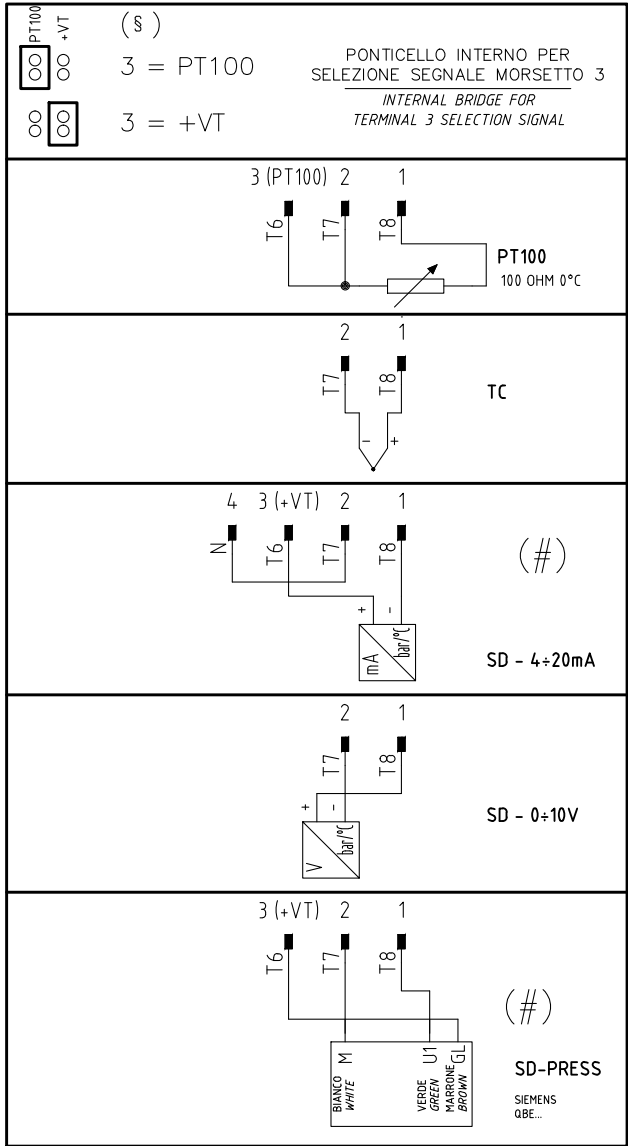 PT100 +VT
(§)
3 = PT100
3 = +VT
PONTICELLO INTERNO PER
SELEZIONE SEGNALE MORSETTO 3
INTERNAL BRIDGE FOR
TERMINAL 3 SELECTION SIGNAL
3 (PT100) 2 1
T6 T7 T8
PT100
100 OHM 0°C
2 1
T7 T8
TC
- +
4 3 (+VT) 2 1
N T6 T7 T8
(#)
+ -
mA bar/°C
SD - 4÷20mA
2 1
T7 T8
+ -
V bar/°C
SD - 0÷10V
3 (+VT) 2 1
T6 T7 T8
(#)
M U1 GL
BIANCO VERDE MARRONE
WHITE GREEN BROWN
SD-PRESS
SIEMENS
QBE...